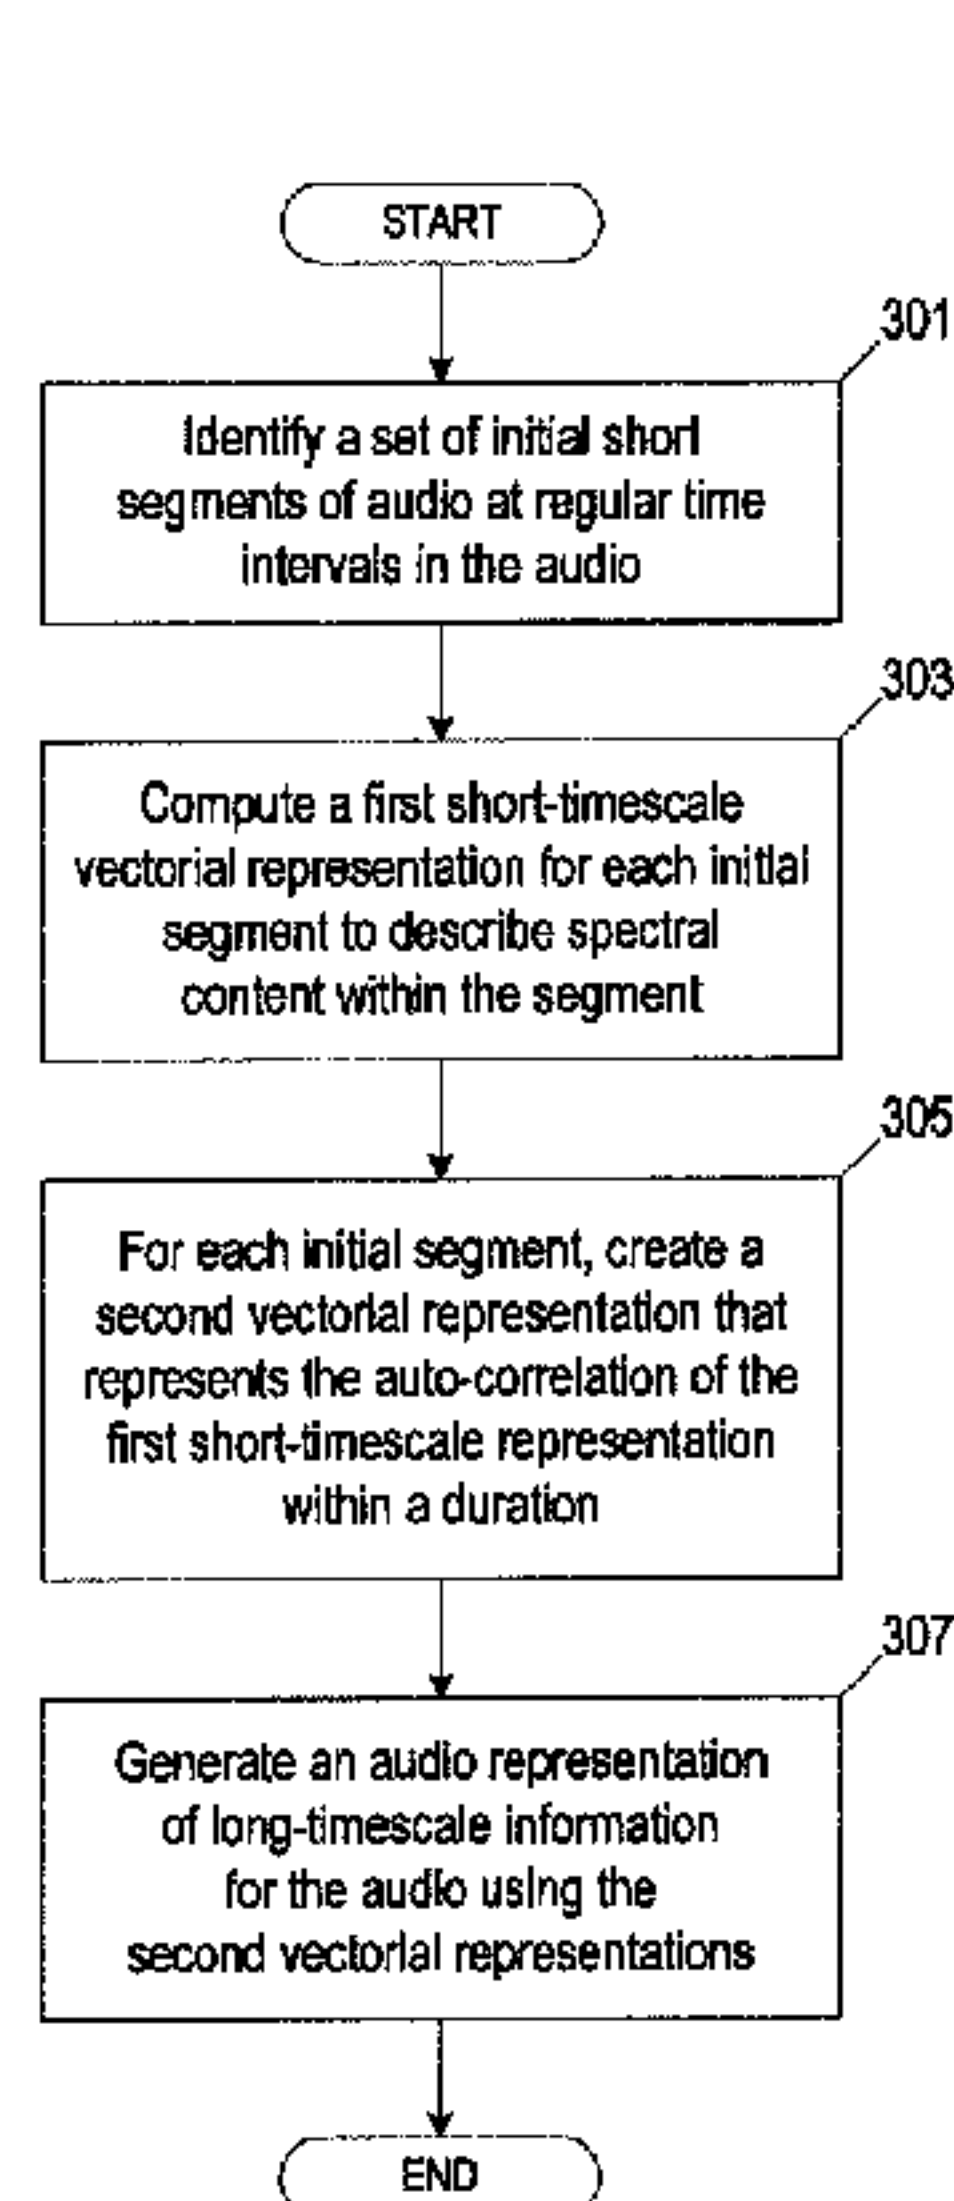 START
301
Identify a set of initial short
segments of audio at regular time
intervals in the audio
303
Compute a first short-timescale
vectorial representation for each initial
segment to describe spectral
content within the segment
305
For each initial segment, create a
second vectorial representation that
represents the auto-correlation of the
first short-timescale representation
within a duration
307
Generate an audio representation
of long-timescale information
for the audio using the
second vectorial representations
END